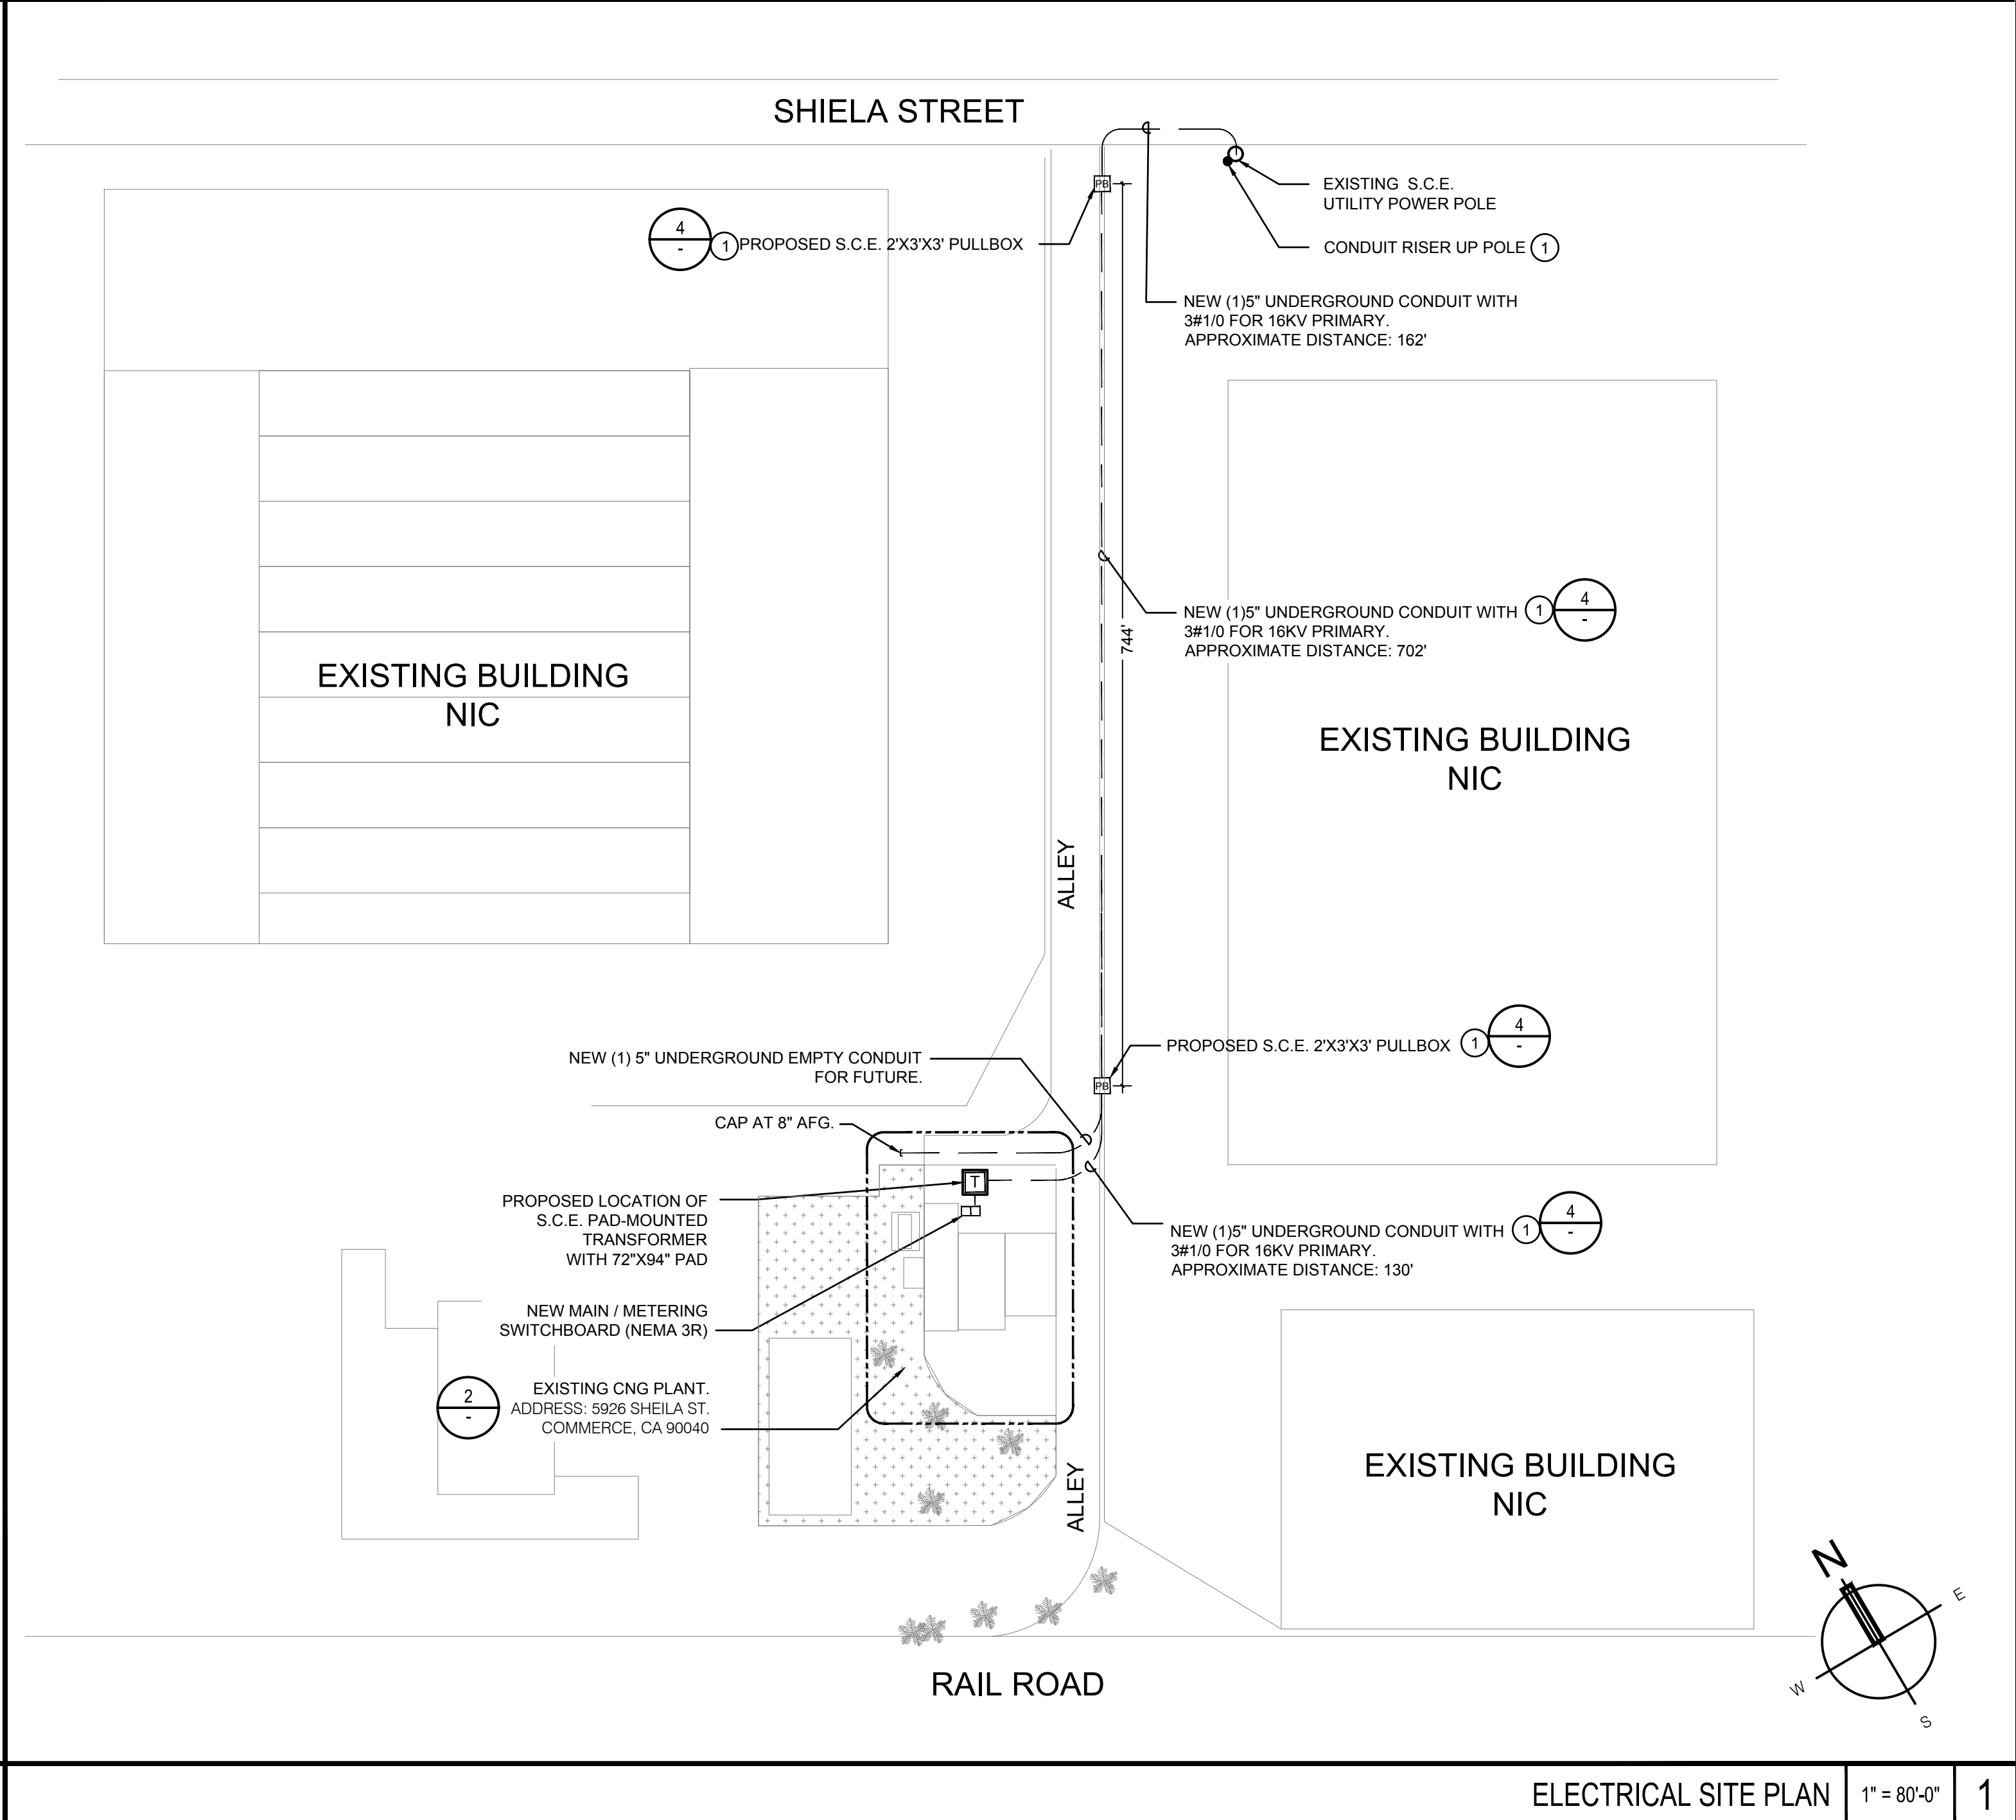 SHIELA STREET
PB
EXISTING S.C.E.
UTILITY POWER POLE
4
-
1
PROPOSED S.C.E. 2'X3'X3' PULLBOX
CONDUIT RISER UP POLE
1
NEW (1)5" UNDERGROUND CONDUIT WITH
3#1/0 FOR 16KV PRIMARY.
APPROXIMATE DISTANCE: 162'
NEW (1)5" UNDERGROUND CONDUIT WITH
3#1/0 FOR 16KV PRIMARY.
APPROXIMATE DISTANCE: 702'
1
4
-
744'
EXISTING BUILDING
NIC
EXISTING BUILDING
NIC
ALLEY
PROPOSED S.C.E. 2'X3'X3' PULLBOX
1
4
-
NEW (1) 5" UNDERGROUND EMPTY CONDUIT
FOR FUTURE.
PB
CAP AT 8" AFG.
T
PROPOSED LOCATION OF
S.C.E. PAD-MOUNTED
TRANSFORMER
WITH 72"X94" PAD
NEW (1)5" UNDERGROUND CONDUIT WITH
3#1/0 FOR 16KV PRIMARY.
APPROXIMATE DISTANCE: 130'
1
4
-
NEW MAIN / METERING
SWITCHBOARD (NEMA 3R)
2
-
EXISTING CNG PLANT.
ADDRESS: 5926 SHEILA ST.
COMMERCE, CA 90040
EXISTING BUILDING
NIC
ALLEY
N
E
W
S
RAIL ROAD
ELECTRICAL SITE PLAN
1" = 80'-0"
1